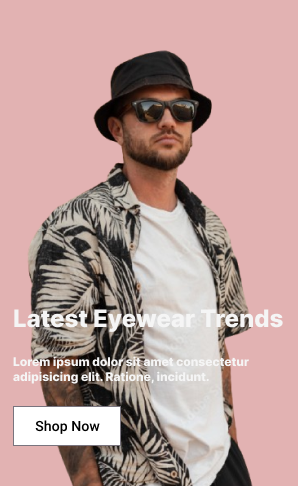 Latest Eyewear Trends
Lorem ipsum dolor sit amet consectetur
adipisicing elit. Ratione, incidunt.
Shop Now